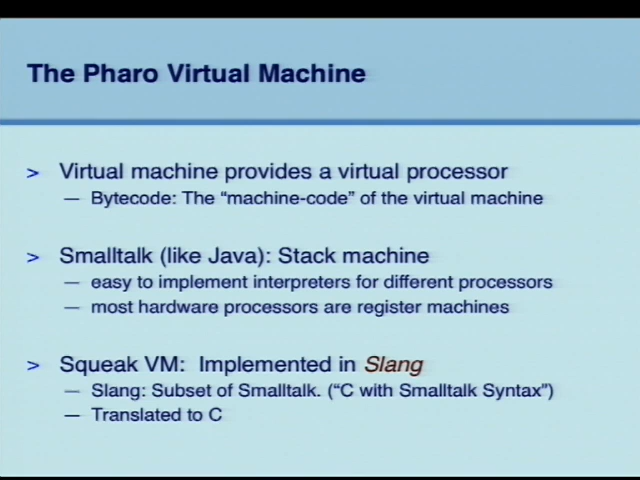 The Pharo Virtual Machine
> Virtual machine provides a virtual processor
— Bytecode: The “machine-code” of the virtual machine
> Smalltalk (like Java): Stack machine
— easy to implement interpreters for different processors
— most hardware processors are register machines
> Squeak VM: Implemented in Slang
— Slang: Subset of Smalltalk. (“C with Smalltalk Syntax”)
— Translated to C